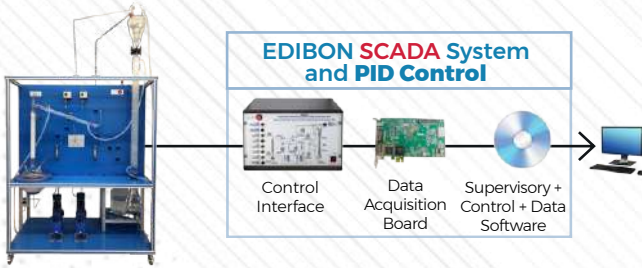 EDIBON SCADA System
and PID Control
Control
Interface
Data
Acquisition
Board
Supervisory +
Control + Data
Software